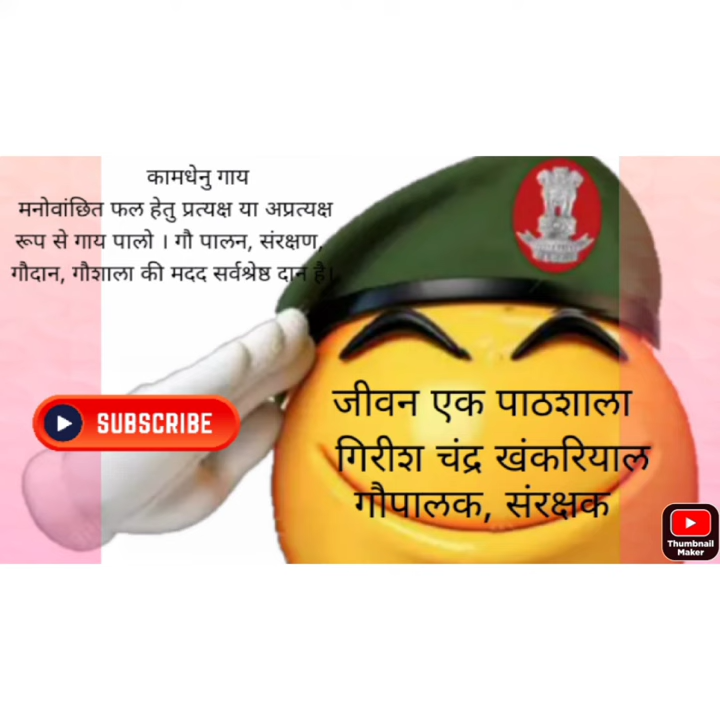 कामधेनु गाय
मनोवांछित फल हेतु प्रत्यक्ष या अप्रत्यक्ष
रूप से गाय पालो । गौ पालन, संरक्षण,
गौदान, गौशाला की मदद सर्वश्रेष्ठ दान है।
SUBSCRIBE
जीवन एक पाठशाला
गिरीश चंद्र खंकरियाल
गौपालक, संरक्षक
Thumbnail
Maker